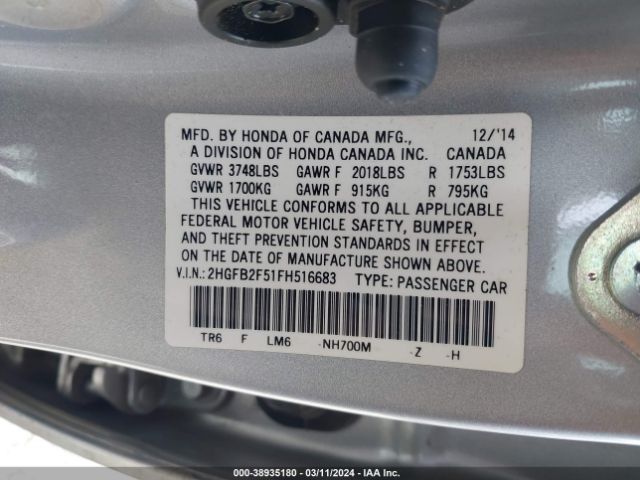 MFD. BY HONDA OF CANADA MFG., 12/'14
A DIVISION OF HONDA CANADA INC. CANADA
GVWR 3748LBS GAWR F 2018LBS R 1753LBS
GVWR 1700KG GAWR F 915KG R 795KG
THIS VEHICLE CONFORMS TO ALL APPLICABLE
FEDERAL MOTOR VEHICLE SAFETY, BUMPER,
AND THEFT PREVENTION STANDARDS IN EFFECT
ON THE DATE OF MANUFACTURE SHOWN ABOVE.
V.I.N.: 2HGFB2F51FH516683 TYPE: PASSENGER CAR
TR6 F LM6 -NH700M -Z -H
000-38935180 - 03/11/2024 - IAA Inc.